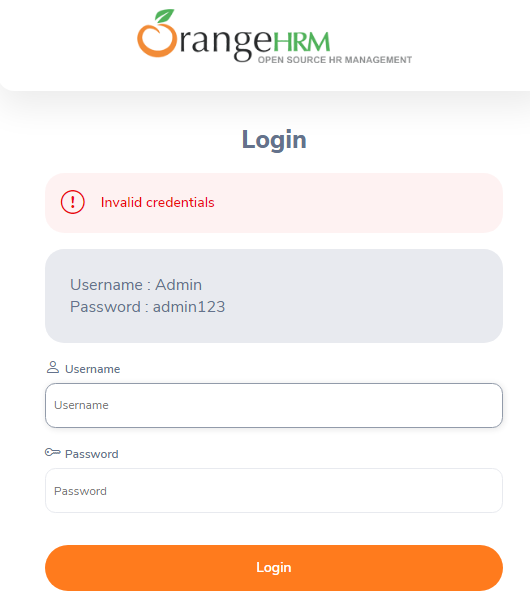 OrangeHRM
OPEN SOURCE HR MANAGEMENT
Login
Invalid credentials
Username : Admin
Password : admin123
Username
Username
Password
Password
Login